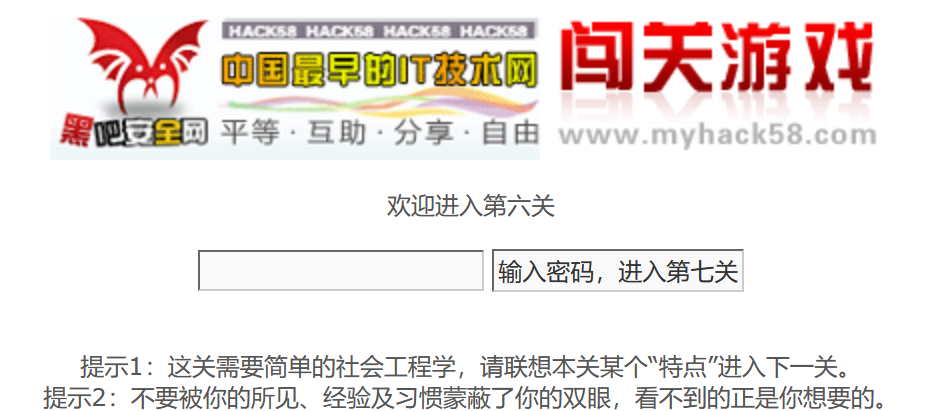 HACK58 HACK58 HACK58 HACK58
中国最早的IT技术网
黑吧安全网
平等·互助·分享·自由
闯关游戏
www.myhack58.com
欢迎进入第六关
输入密码，进入第七关
提示1：这关需要简单的社会工程学，请联想本关某个“特点”进入下一关。
提示2：不要被你的所见、经验及习惯蒙蔽了你的双眼，看不到的正是你想要的。